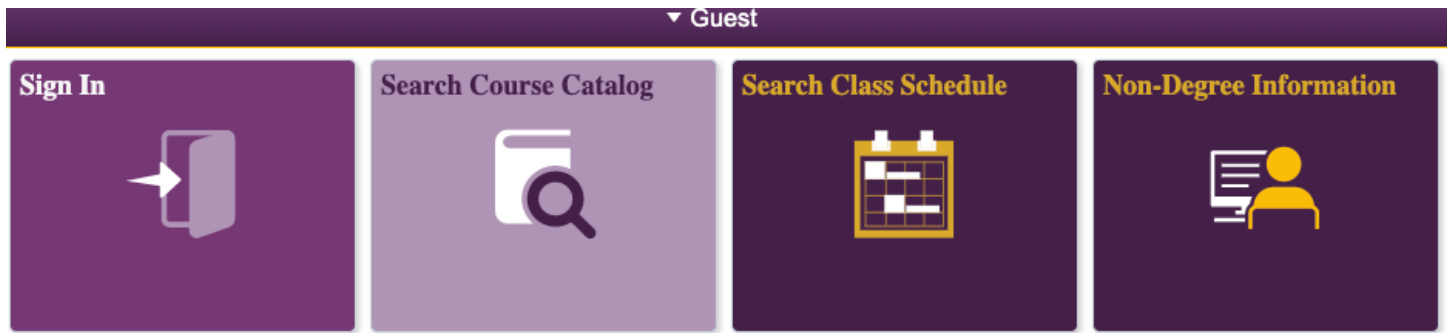 Guest
Sign In
Search Course Catalog
Search Class Schedule
Non-Degree Information